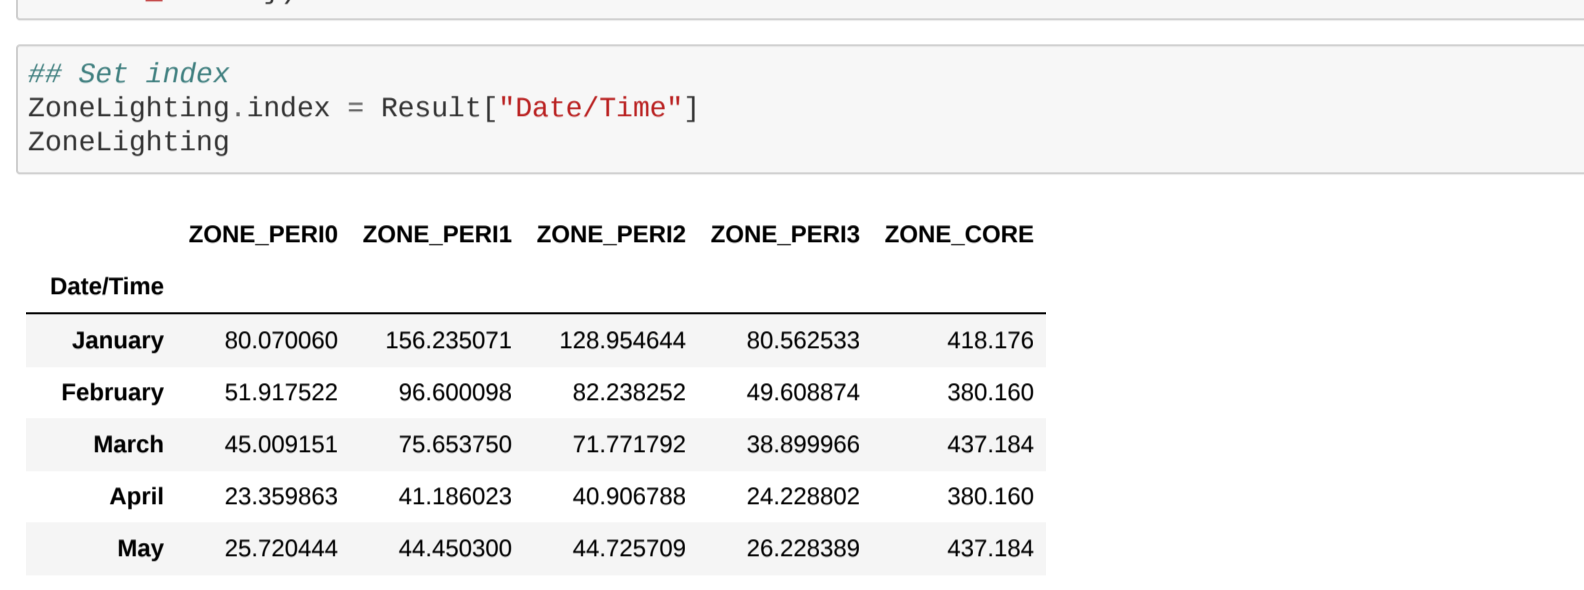 ## Set index
ZoneLighting.index = Result["Date/Time"]
ZoneLighting
ZONE_PERI0 ZONE_PERI1 ZONE_PERI2 ZONE_PERI3 ZONE_CORE
Date/Time
January 80.070060 156.235071 128.954644 80.562533 418.176
February 51.917522 96.600098 82.238252 49.608874 380.160
March 45.009151 75.653750 71.771792 38.899966 437.184
April 23.359863 41.186023 40.906788 24.228802 380.160
May 25.720444 44.450300 44.725709 26.228389 437.184